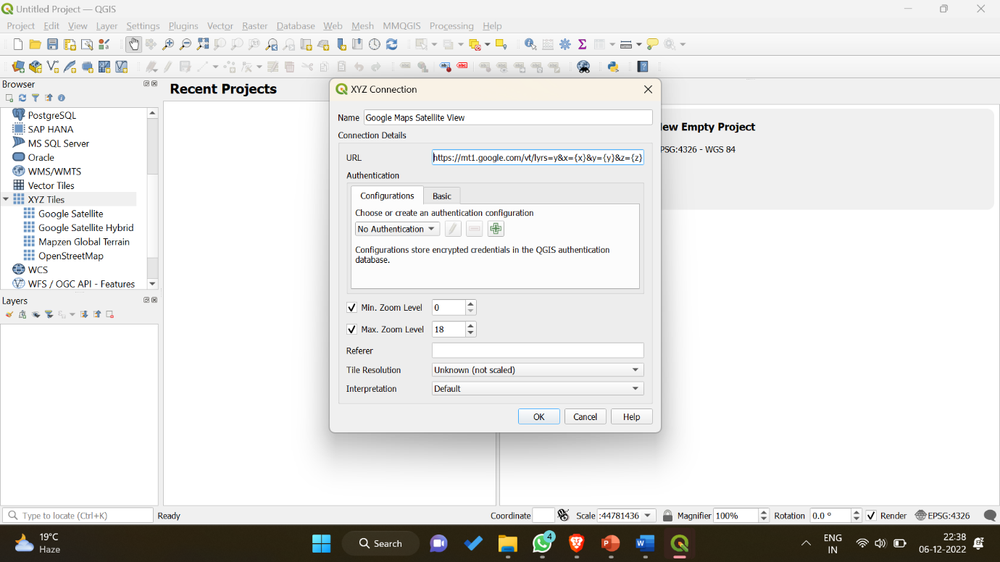 Untitled Project — QGIS
Project Edit View Layer Settings Plugins Vector Raster Database Web Mesh MMQGIS Processing Help
Browser
PostgreSQL
SAP HANA
MS SQL Server
Oracle
WMS/WMTS
Vector Tiles
XYZ Tiles
Google Satellite
Google Satellite Hybrid
Mapzen Global Terrain
OpenStreetMap
WCS
WFS / OGC API - Features
Layers
Recent Projects
ew Empty Project
PSG:4326 - WGS 84
XYZ Connection
Name Google Maps Satellite View
Connection Details
URL https://mt1.google.com/vt/lyrs=y&x={x}&y={y}&z={z}
Authentication
Configurations Basic
Choose or create an authentication configuration
No Authentication
Configurations store encrypted credentials in the QGIS authentication
database.
Min. Zoom Level 0
Max. Zoom Level 18
Referer
Tile Resolution Unknown (not scaled)
Interpretation Default
OK Cancel Help
Type to locate (Ctrl+K) Ready Coordinate Scale :44781436 Magnifier 100% Rotation 0.0 ° Render EPSG:4326
19°C
Haze
Search
4
ENG
IN
22:38
06-12-2022